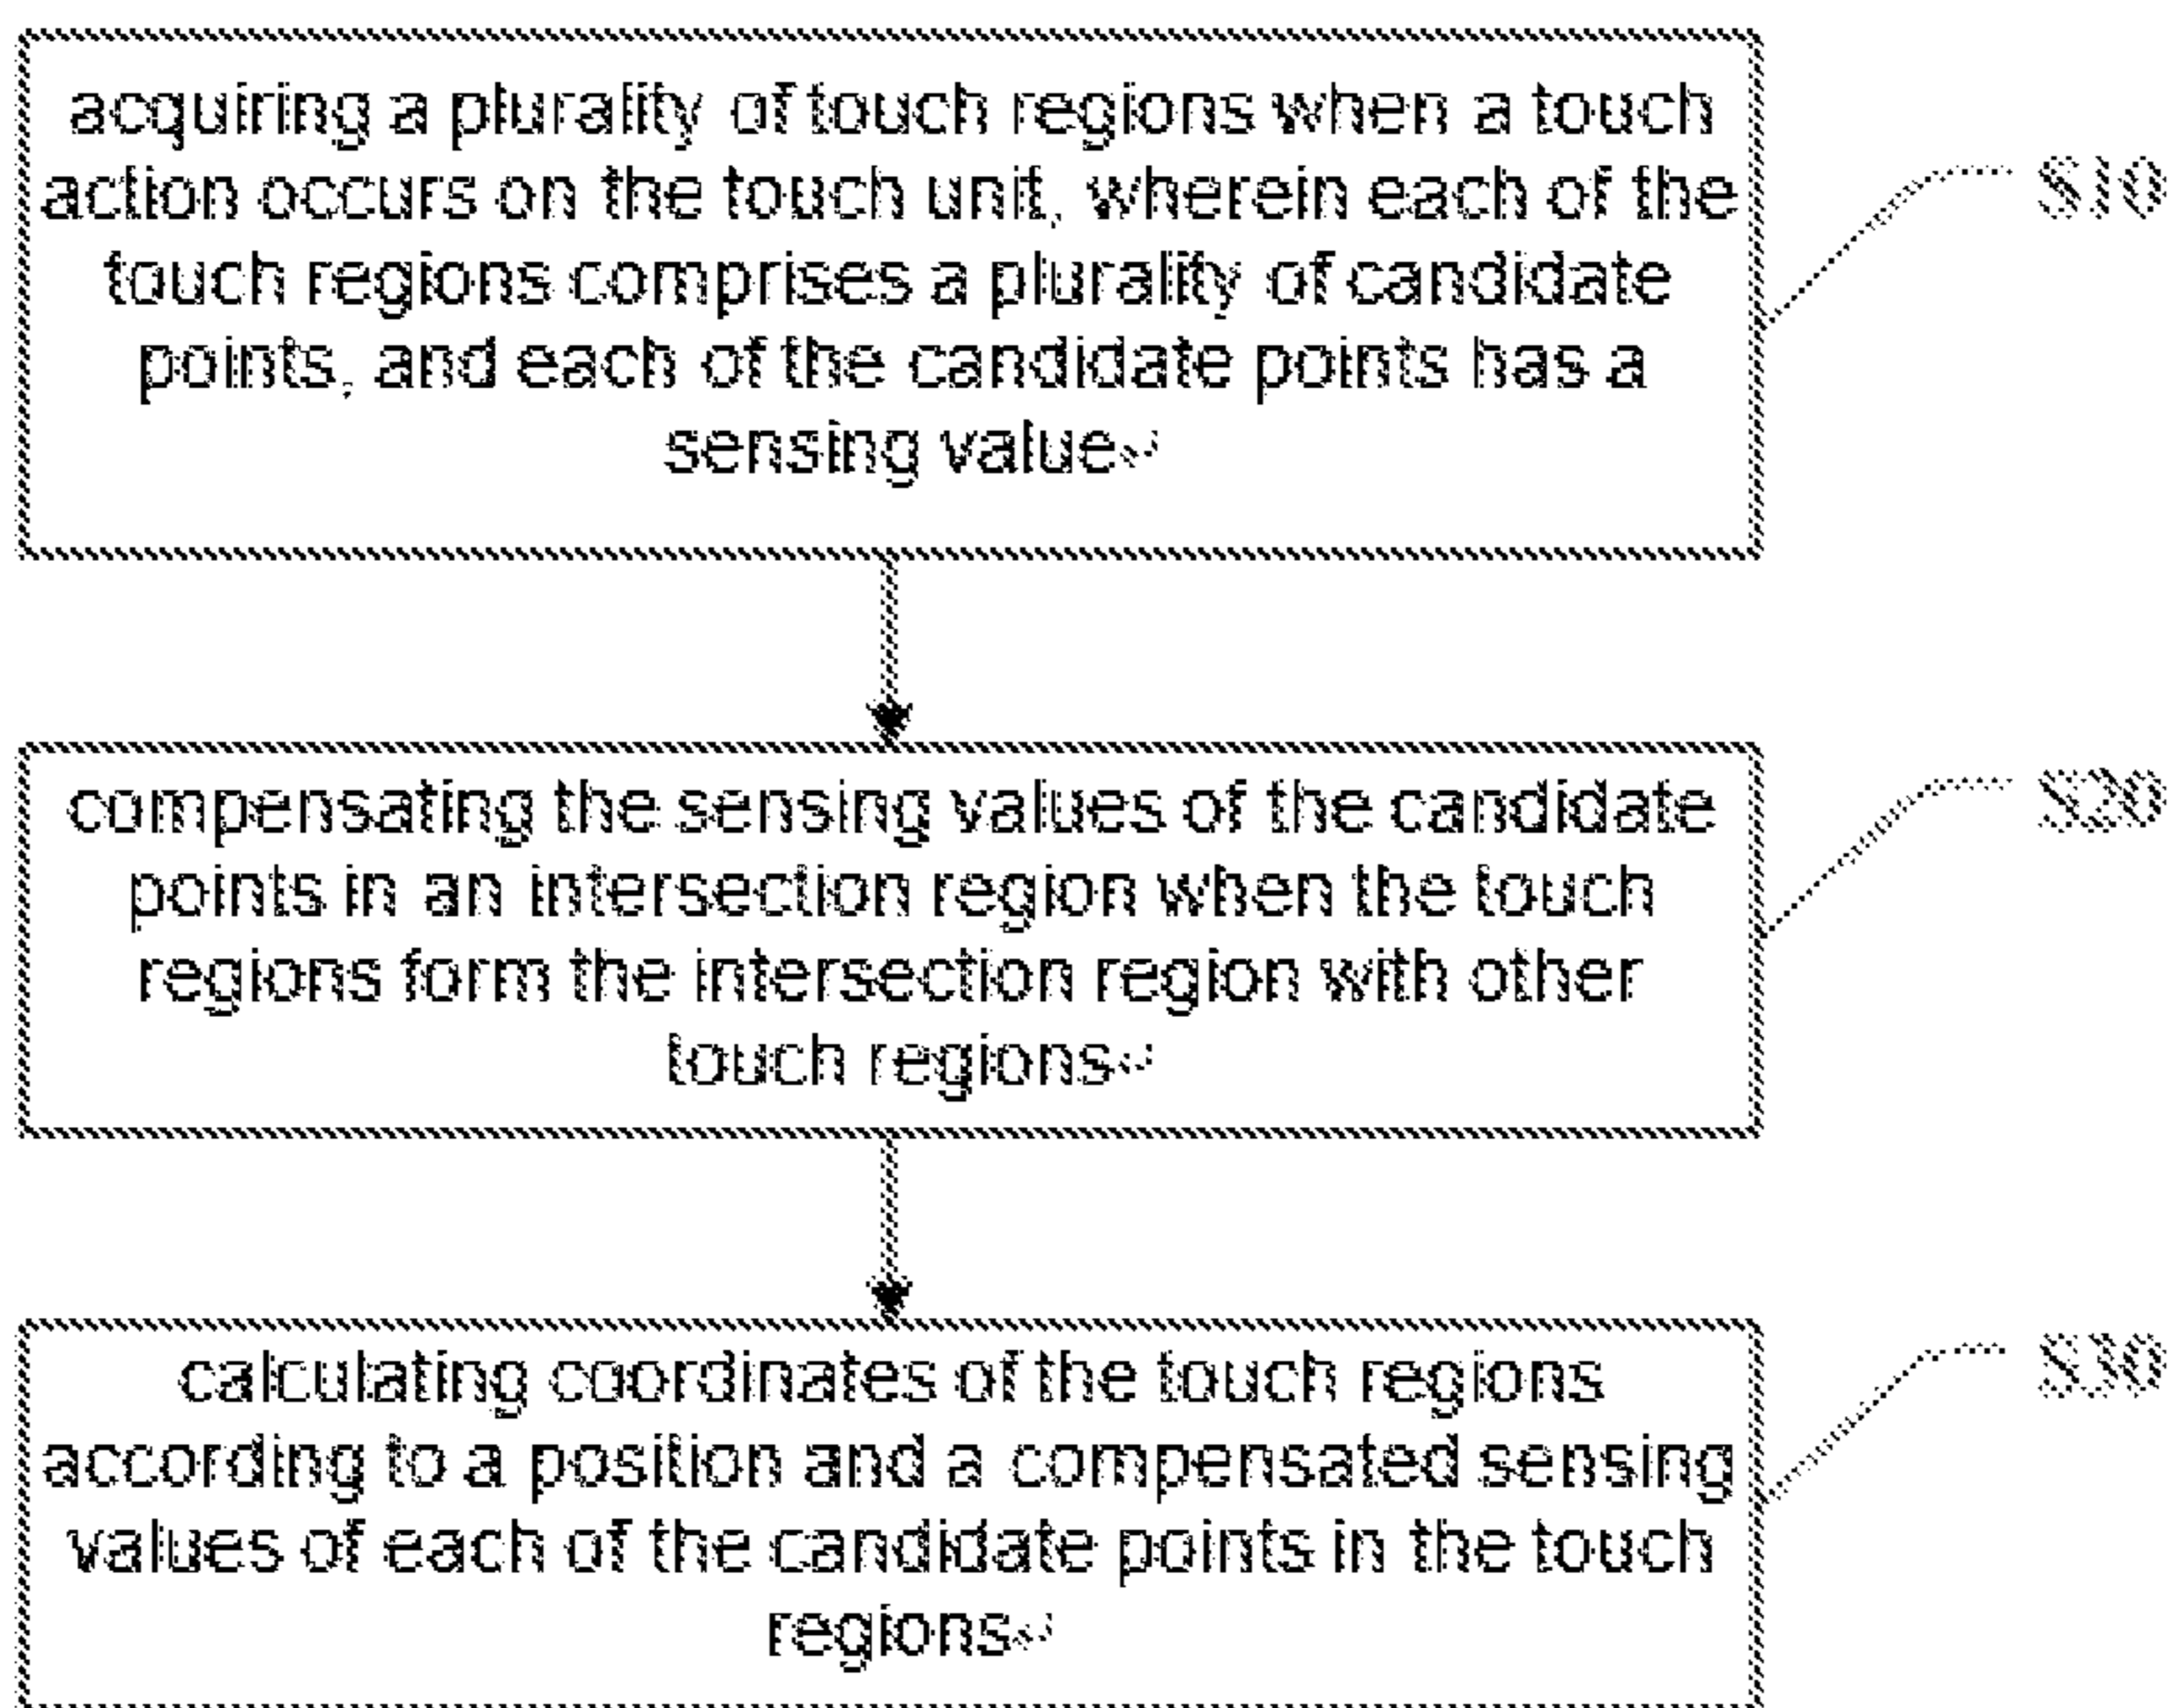 acquiring a plurality of touch regions when a touch
action occurs on the touch unit, wherein each of the
touch regions comprises a plurality of candidate
points, and each of the candidate points has a
sensing value↵
S10
compensating the sensing values of the candidate
points in an intersection region when the touch
regions form the intersection region with other
touch regions↵
S20
calculating coordinates of the touch regions
according to a position and a compensated sensing
values of each of the candidate points in the touch
regions↵
S30